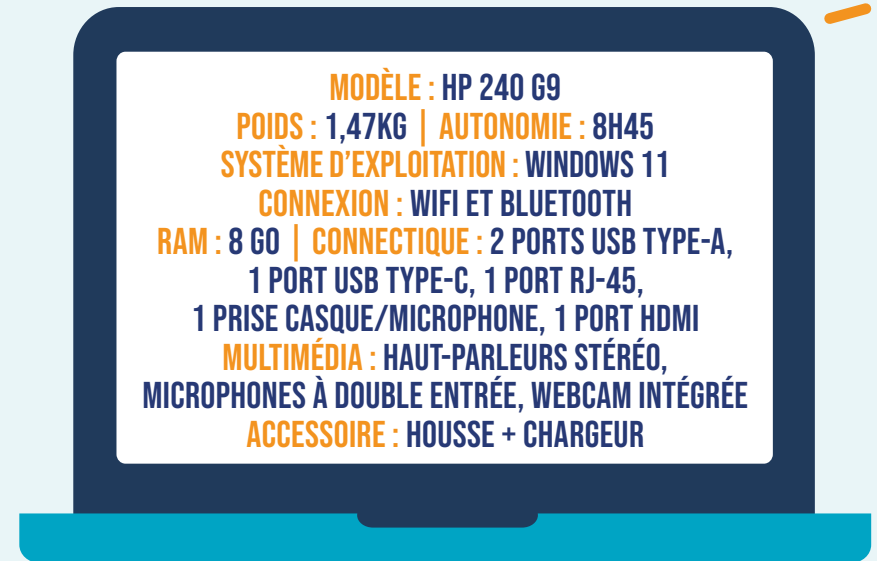 MODÈLE : HP 240 G9
POIDS : 1,47KG | AUTONOMIE : 8H45
SYSTÈME D'EXPLOITATION : WINDOWS 11
CONNEXION : WIFI ET BLUETOOTH
RAM : 8 GO | CONNECTIQUE : 2 PORTS USB TYPE-A,
1 PORT USB TYPE-C, 1 PORT RJ-45,
1 PRISE CASQUE/MICROPHONE, 1 PORT HDMI
MULTIMÉDIA : HAUT-PARLEURS STÉRÉO,
MICROPHONES À DOUBLE ENTRÉE, WEBCAM INTÉGRÉE
ACCESSOIRE : HOUSSE + CHARGEUR